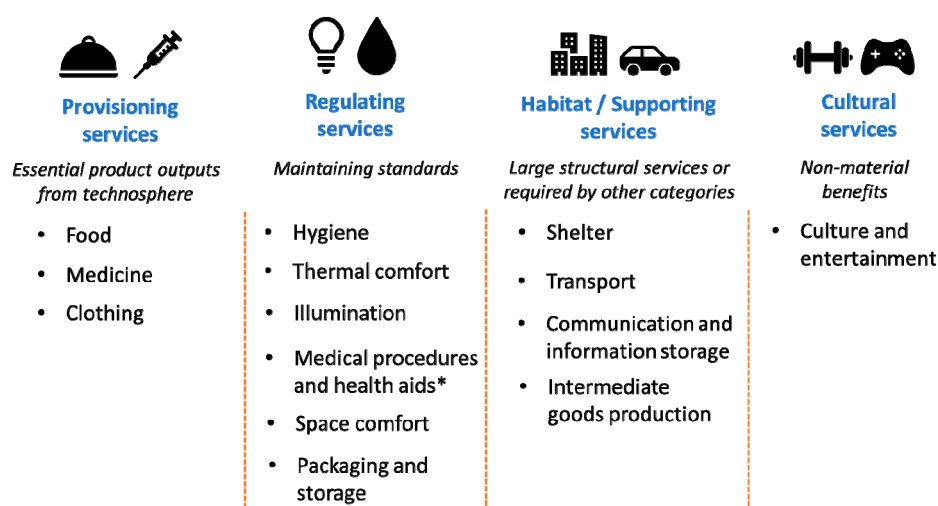 Provisioning
services
Essential product outputs
from technosphere
• Food
• Medicine
• Clothing
Regulating
services
Maintaining standards
• Hygiene
• Thermal comfort
• Illumination
• Medical procedures
and health aids*
• Space comfort
• Packaging and
storage
Habitat / Supporting
services
Large structural services or
required by other categories
• Shelter
• Transport
• Communication and
information storage
• Intermediate
goods production
Cultural
services
Non-material
benefits
• Culture and
entertainment